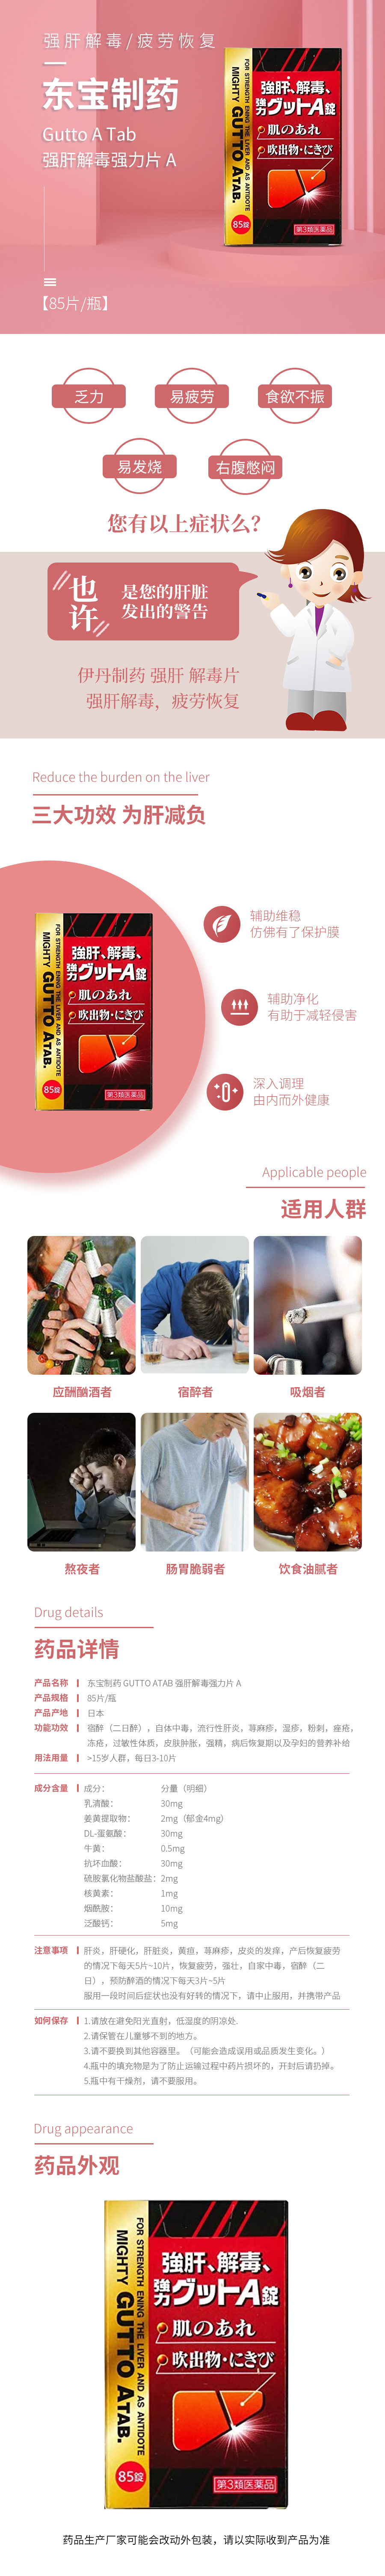 强肝解毒/疲劳恢复
东宝制药
Gutto A Tab
强肝解毒强力片 A
【85片/瓶】
FOR STRENGTH ENING THE LIVER AND AS ANTIDOTE
MIGHTY GUTTO ATAB.
85錠
強肝、解毒、
強力グットA錠
肌のあれ
吹出物・にきび
第3類医薬品
乏力
易疲劳
食欲不振
易发烧
右腹憋闷
您有以上症状么？
也许
是您的肝脏
发出的警告
伊丹制药 强肝 解毒片
强肝解毒，疲劳恢复
Reduce the burden on the liver
三大功效 为肝减负
FOR STRENGTH ENING THE LIVER AND AS ANTIDOTE
MIGHTY GUTTO ATAB.
85錠
強肝、解毒、
強力グットA錠
肌のあれ
吹出物・にきび
第3類医薬品
辅助维稳
仿佛有了保护膜
辅助净化
有助于减轻侵害
深入调理
由内而外健康
Applicable people
适用人群
应酬酗酒者
宿醉者
吸烟者
熬夜者
肠胃脆弱者
饮食油腻者
Drug details
药品详情
产品名称 东宝制药 GUTTO ATAB 强肝解毒强力片 A
产品规格 85片/瓶
产品产地 日本
功能功效 宿醉（二日醉），自体中毒，流行性肝炎，荨麻疹，湿疹，粉刺，痤疮，
冻疮，过敏性体质，皮肤肿胀，强精，病后恢复期以及孕妇的营养补给
用法用量 >15岁人群，每日3-10片
成分含量 成分： 分量（明细）
乳清酸： 30mg
姜黄提取物： 2mg（郁金4mg）
DL-蛋氨酸： 30mg
牛黄： 0.5mg
抗坏血酸： 30mg
硫胺氯化物盐酸盐： 2mg
核黄素： 1mg
烟酰胺： 10mg
泛酸钙： 5mg
注意事项 肝炎，肝硬化，肝脏炎，黄疸，荨麻疹，皮炎的发痒，产后恢复疲劳
的情况下每天5片~10片，恢复疲劳，强壮，自家中毒，宿醉（二
日），预防醉酒的情况下每天3片~5片
服用一段时间后症状也没有好转的情况下，请中止服用，并携带产品
如何保存 1.请放在避免阳光直射，低湿度的阴凉处.
2.请保管在儿童够不到的地方。
3.请不要换到其他容器里。（可能会造成误用或品质发生变化。）
4.瓶中的填充物是为了防止运输过程中药片损坏的，开封后请扔掉。
5.瓶中有干燥剂，请不要服用。
Drug appearance
药品外观
FOR STRENGTH ENING THE LIVER AND AS ANTIDOTE
MIGHTY GUTTO ATAB.
85錠
強肝、解毒、
強力グットA錠
肌のあれ
吹出物・にきび
第3類医薬品
药品生产厂家可能会改动外包装，请以实际收到产品为准